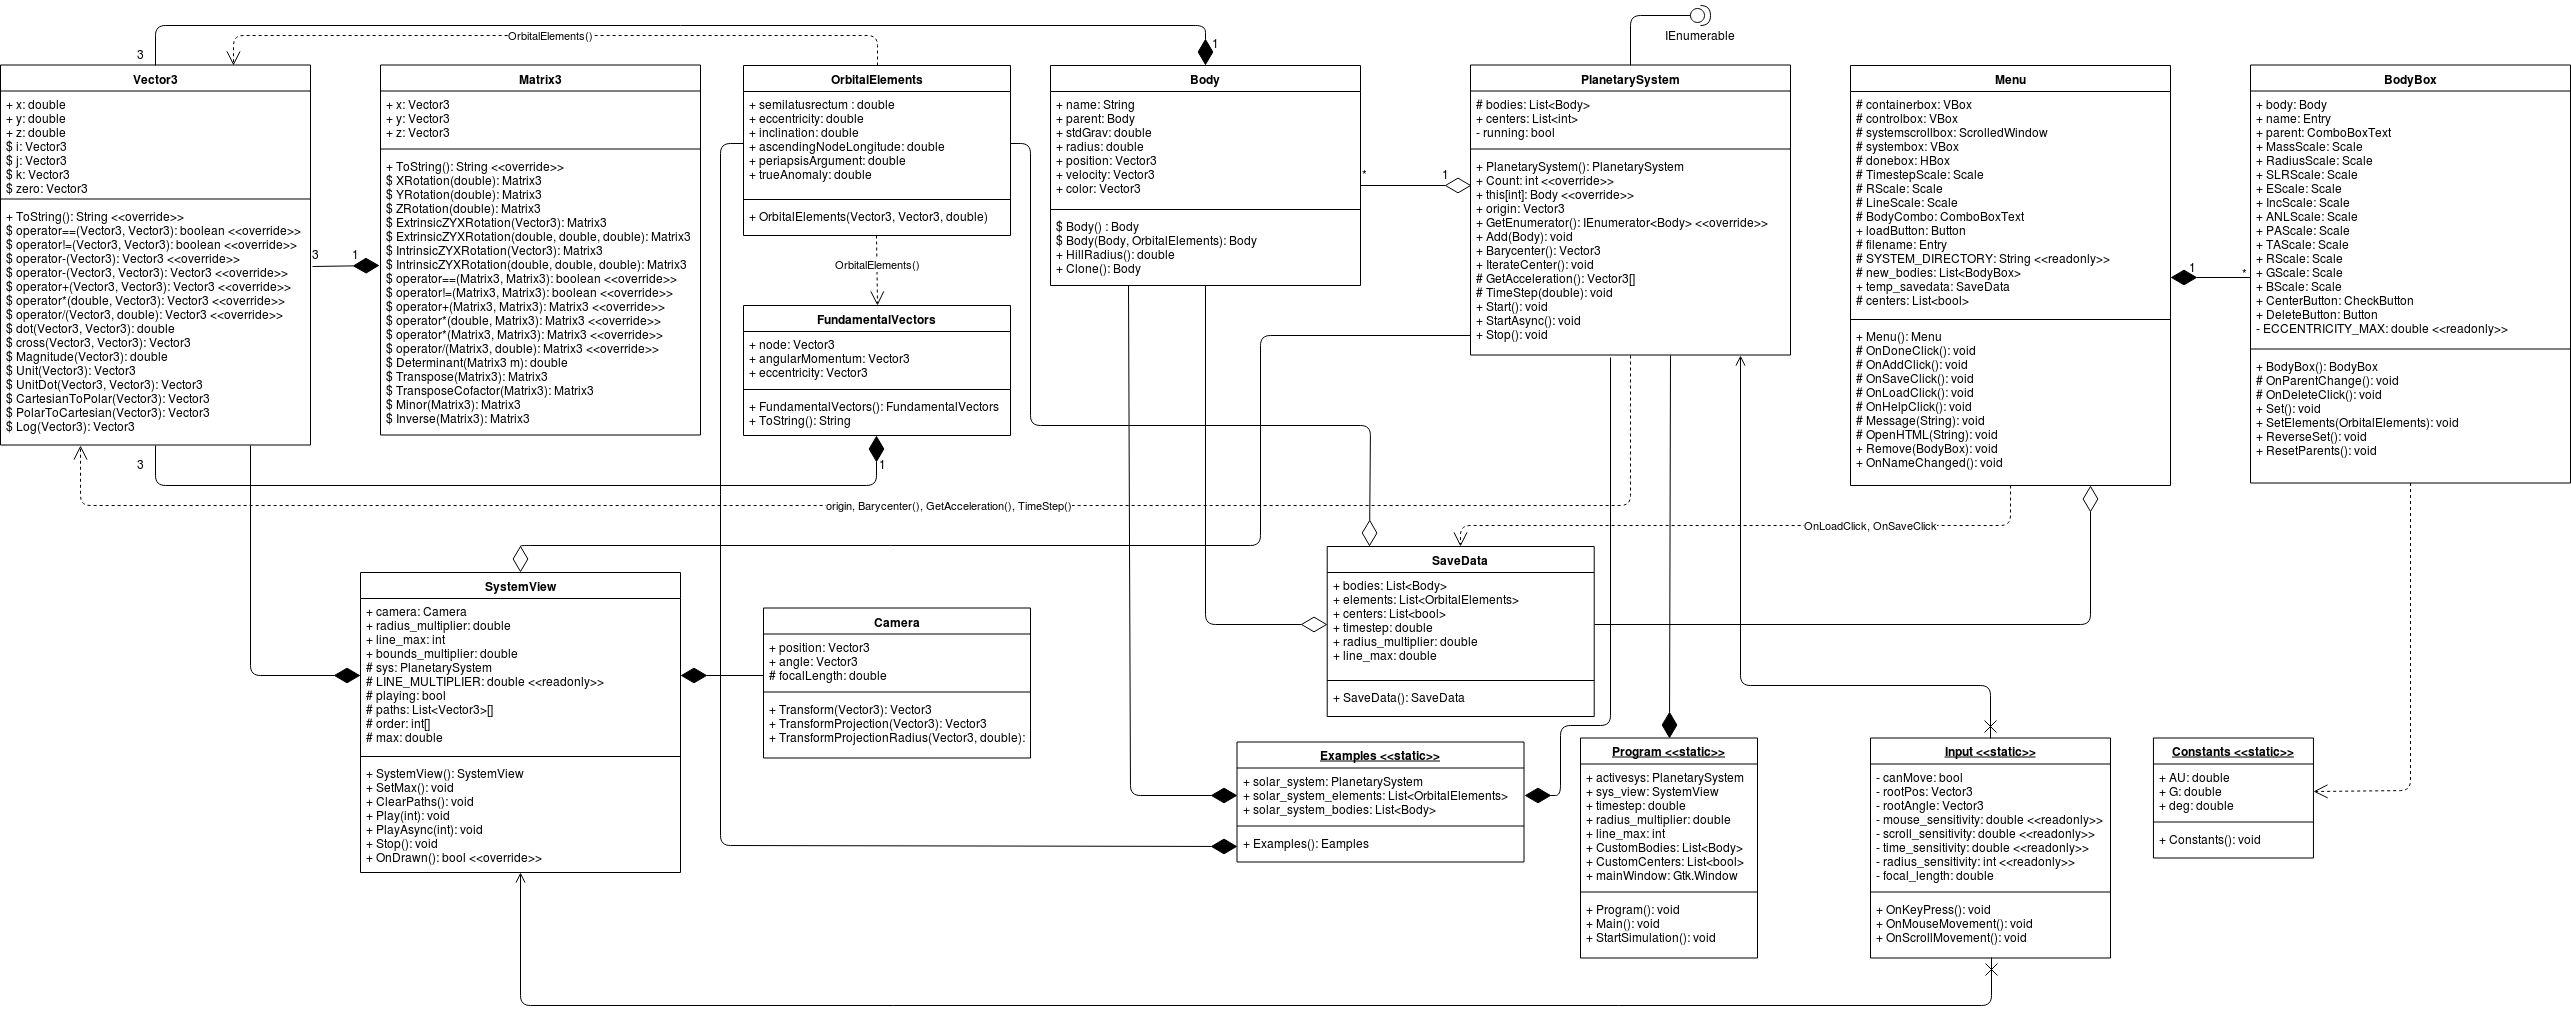 IEnumerable
OrbitalElements()
3
1
Vector3
+ x: double
+ y: double
+ z: double
$ i: Vector3
$ j: Vector3
$ k: Vector3
$ zero: Vector3
+ ToString(): String <<override>>
$ operator==(Vector3, Vector3): boolean <<override>>
$ operator!=(Vector3, Vector3): boolean <<override>>
$ operator-(Vector3): Vector3 <<override>>
$ operator-(Vector3, Vector3): Vector3 <<override>>
$ operator+(Vector3, Vector3): Vector3 <<override>>
$ operator*(double, Vector3): Vector3 <<override>>
$ operator/(Vector3, double): Vector3 <<override>>
$ dot(Vector3, Vector3): double
$ cross(Vector3, Vector3): Vector3
$ Magnitude(Vector3): double
$ Unit(Vector3): Vector3
$ UnitDot(Vector3, Vector3): Vector3
$ CartesianToPolar(Vector3): Vector3
$ PolarToCartesian(Vector3): Vector3
$ Log(Vector3): Vector3
3
1
Matrix3
+ x: Vector3
+ y: Vector3
+ z: Vector3
+ ToString(): String <<override>>
$ XRotation(double): Matrix3
$ YRotation(double): Matrix3
$ ZRotation(double): Matrix3
$ ExtrinsicZYXRotation(Vector3): Matrix3
$ ExtrinsicZYXRotation(double, double, double): Matrix3
$ IntrinsicZYXRotation(Vector3): Matrix3
$ IntrinsicZYXRotation(double, double, double): Matrix3
$ operator==(Matrix3, Matrix3): boolean <<override>>
$ operator!=(Matrix3, Matrix3): boolean <<override>>
$ operator+(Matrix3, Matrix3): Matrix3 <<override>>
$ operator*(double, Matrix3): Matrix3 <<override>>
$ operator*(Matrix3, Matrix3): Matrix3 <<override>>
$ operator/(Matrix3, double): Matrix3 <<override>>
$ Determinant(Matrix3 m): double
$ Transpose(Matrix3): Matrix3
$ TransposeCofactor(Matrix3): Matrix3
$ Minor(Matrix3): Matrix3
$ Inverse(Matrix3): Matrix3
OrbitalElements
+ semilatusrectum : double
+ eccentricity: double
+ inclination: double
+ ascendingNodeLongitude: double
+ periapsisArgument: double
+ trueAnomaly: double
+ OrbitalElements(Vector3, Vector3, double)
OrbitalElements()
FundamentalVectors
+ node: Vector3
+ angularMomentum: Vector3
+ eccentricity: Vector3
+ FundamentalVectors(): FundamentalVectors
+ ToString(): String
3
1
Body
+ name: String
+ parent: Body
+ stdGrav: double
+ radius: double
+ position: Vector3
+ velocity: Vector3
+ color: Vector3
$ Body() : Body
$ Body(Body, OrbitalElements): Body
+ HillRadius(): double
+ Clone(): Body
*
1
PlanetarySystem
# bodies: List<Body>
+ centers: List<int>
- running: bool
+ PlanetarySystem(): PlanetarySystem
+ Count: int <<override>>
+ this[int]: Body <<override>>
+ origin: Vector3
+ GetEnumerator(): IEnumerator<Body> <<override>>
+ Add(Body): void
+ Barycenter(): Vector3
+ IterateCenter(): void
# GetAcceleration(): Vector3[]
# TimeStep(double): void
+ Start(): void
+ StartAsync(): void
+ Stop(): void
Menu
# containerbox: VBox
# controlbox: VBox
# systemscrollbox: ScrolledWindow
# systembox: VBox
# donebox: HBox
# TimestepScale: Scale
# RScale: Scale
# LineScale: Scale
# BodyCombo: ComboBoxText
+ loadButton: Button
# filename: Entry
# SYSTEM_DIRECTORY: String <<readonly>>
# new_bodies: List<BodyBox>
+ temp_savedata: SaveData
# centers: List<bool>
+ Menu(): Menu
# OnDoneClick(): void
# OnAddClick(): void
# OnSaveClick(): void
# OnLoadClick(): void
# OnHelpClick(): void
# Message(String): void
# OpenHTML(String): void
+ Remove(BodyBox): void
+ OnNameChanged(): void
1
*
BodyBox
+ body: Body
+ name: Entry
+ parent: ComboBoxText
+ MassScale: Scale
+ RadiusScale: Scale
+ SLRScale: Scale
+ EScale: Scale
+ IncScale: Scale
+ ANLScale: Scale
+ PAScale: Scale
+ TAScale: Scale
+ RScale: Scale
+ GScale: Scale
+ BScale: Scale
+ CenterButton: CheckButton
+ DeleteButton: Button
- ECCENTRICITY_MAX: double <<readonly>>
+ BodyBox(): BodyBox
# OnParentChange(): void
# OnDeleteClick(): void
+ Set(): void
+ SetElements(OrbitalElements): void
+ ReverseSet(): void
+ ResetParents(): void
origin, Barycenter(), GetAcceleration(), TimeStep()
OnLoadClick, OnSaveClick
SystemView
+ camera: Camera
+ radius_multiplier: double
+ line_max: int
+ bounds_multiplier: double
# sys: PlanetarySystem
# LINE_MULTIPLIER: double <<readonly>>
# playing: bool
# paths: List<Vector3>[]
# order: int[]
# max: double
+ SystemView(): SystemView
+ SetMax(): void
+ ClearPaths(): void
+ Play(int): void
+ PlayAsync(int): void
+ Stop(): void
+ OnDrawn(): bool <<override>>
Camera
+ position: Vector3
+ angle: Vector3
# focalLength: double
+ Transform(Vector3): Vector3
+ TransformProjection(Vector3): Vector3
+ TransformProjectionRadius(Vector3, double):
SaveData
+ bodies: List<Body>
+ elements: List<OrbitalElements>
+ centers: List<bool>
+ timestep: double
+ radius_multiplier: double
+ line_max: double
+ SaveData(): SaveData
Examples <<static>>
+ solar_system: PlanetarySystem
+ solar_system_elements: List<OrbitalElements>
+ solar_system_bodies: List<Body>
+ Examples(): Eamples
Program <<static>>
+ activesys: PlanetarySystem
+ sys_view: SystemView
+ timestep: double
+ radius_multiplier: double
+ line_max: int
+ CustomBodies: List<Body>
+ CustomCenters: List<bool>
+ mainWindow: Gtk.Window
+ Program(): void
+ Main(): void
+ StartSimulation(): void
Input <<static>>
- canMove: bool
- rootPos: Vector3
- rootAngle: Vector3
- mouse_sensitivity: double <<readonly>>
- scroll_sensitivity: double <<readonly>>
- time_sensitivity: double <<readonly>>
- radius_sensitivity: int <<readonly>>
- focal_length: double
+ OnKeyPress(): void
+ OnMouseMovement(): void
+ OnScrollMovement(): void
Constants <<static>>
+ AU: double
+ G: double
+ deg: double
+ Constants(): void